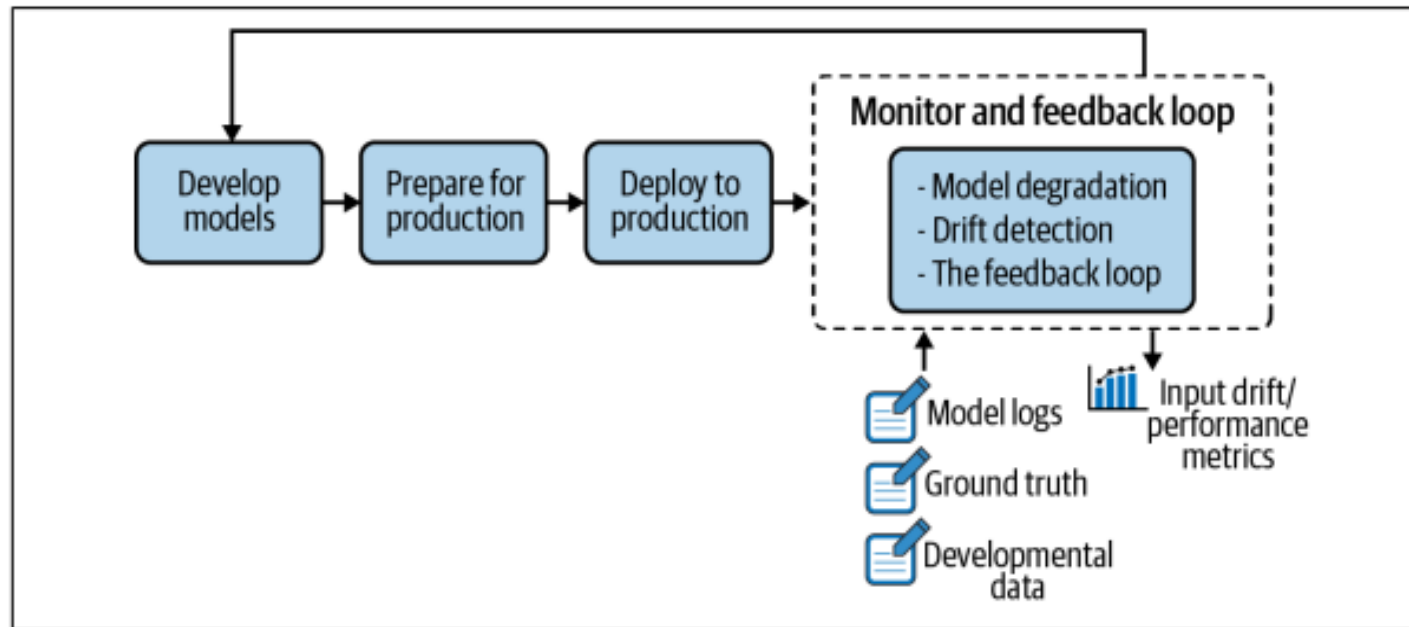 Monitor and feedback loop
Develop
models
Prepare for
production
Deploy to
production
- Model degradation
- Drift detection
- The feedback loop
Model logs
Ground truth
Developmental
data
Input drift/
performance
metrics